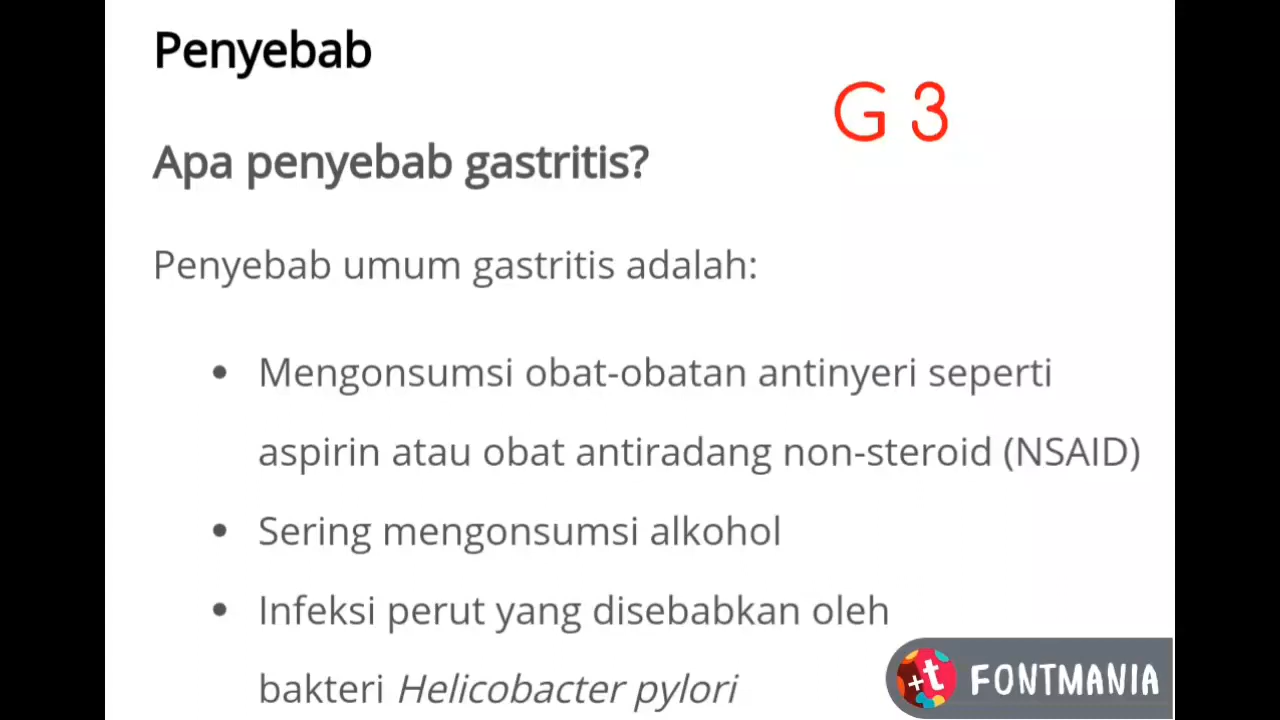 Penyebab
G 3
Apa penyebab gastritis?
Penyebab umum gastritis adalah:
• Mengonsumsi obat-obatan antinyeri seperti
aspirin atau obat antiradang non-steroid (NSAID)
• Sering mengonsumsi alkohol
• Infeksi perut yang disebabkan oleh
bakteri Helicobacter pylori
+t FONTMANIA